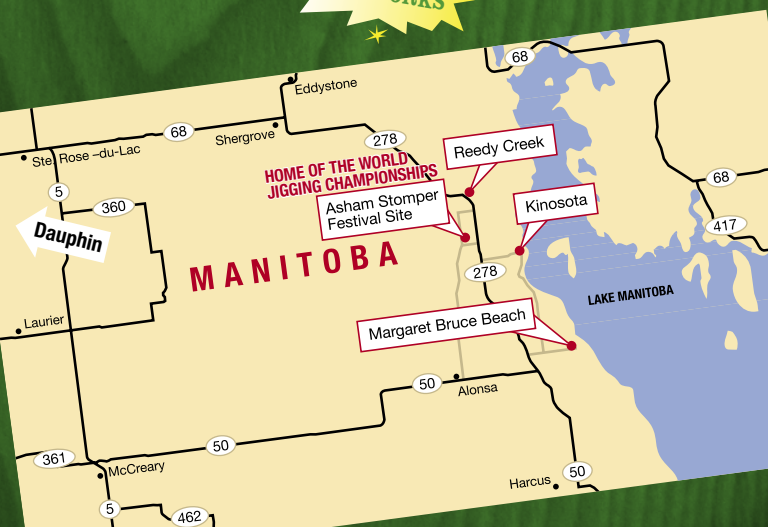 68
Eddystone
68
Shergrove
278
Reedy Creek
Ste. Rose –du-Lac
HOME OF THE WORLD
JIGGING CHAMPIONSHIPS
68
5
360
Asham Stomper
Festival Site
Kinosota
417
Dauphin
MANITOBA
278
LAKE MANITOBA
Laurier
Margaret Bruce Beach
50
Alonsa
50
361
McCreary
Harcus
50
5
462